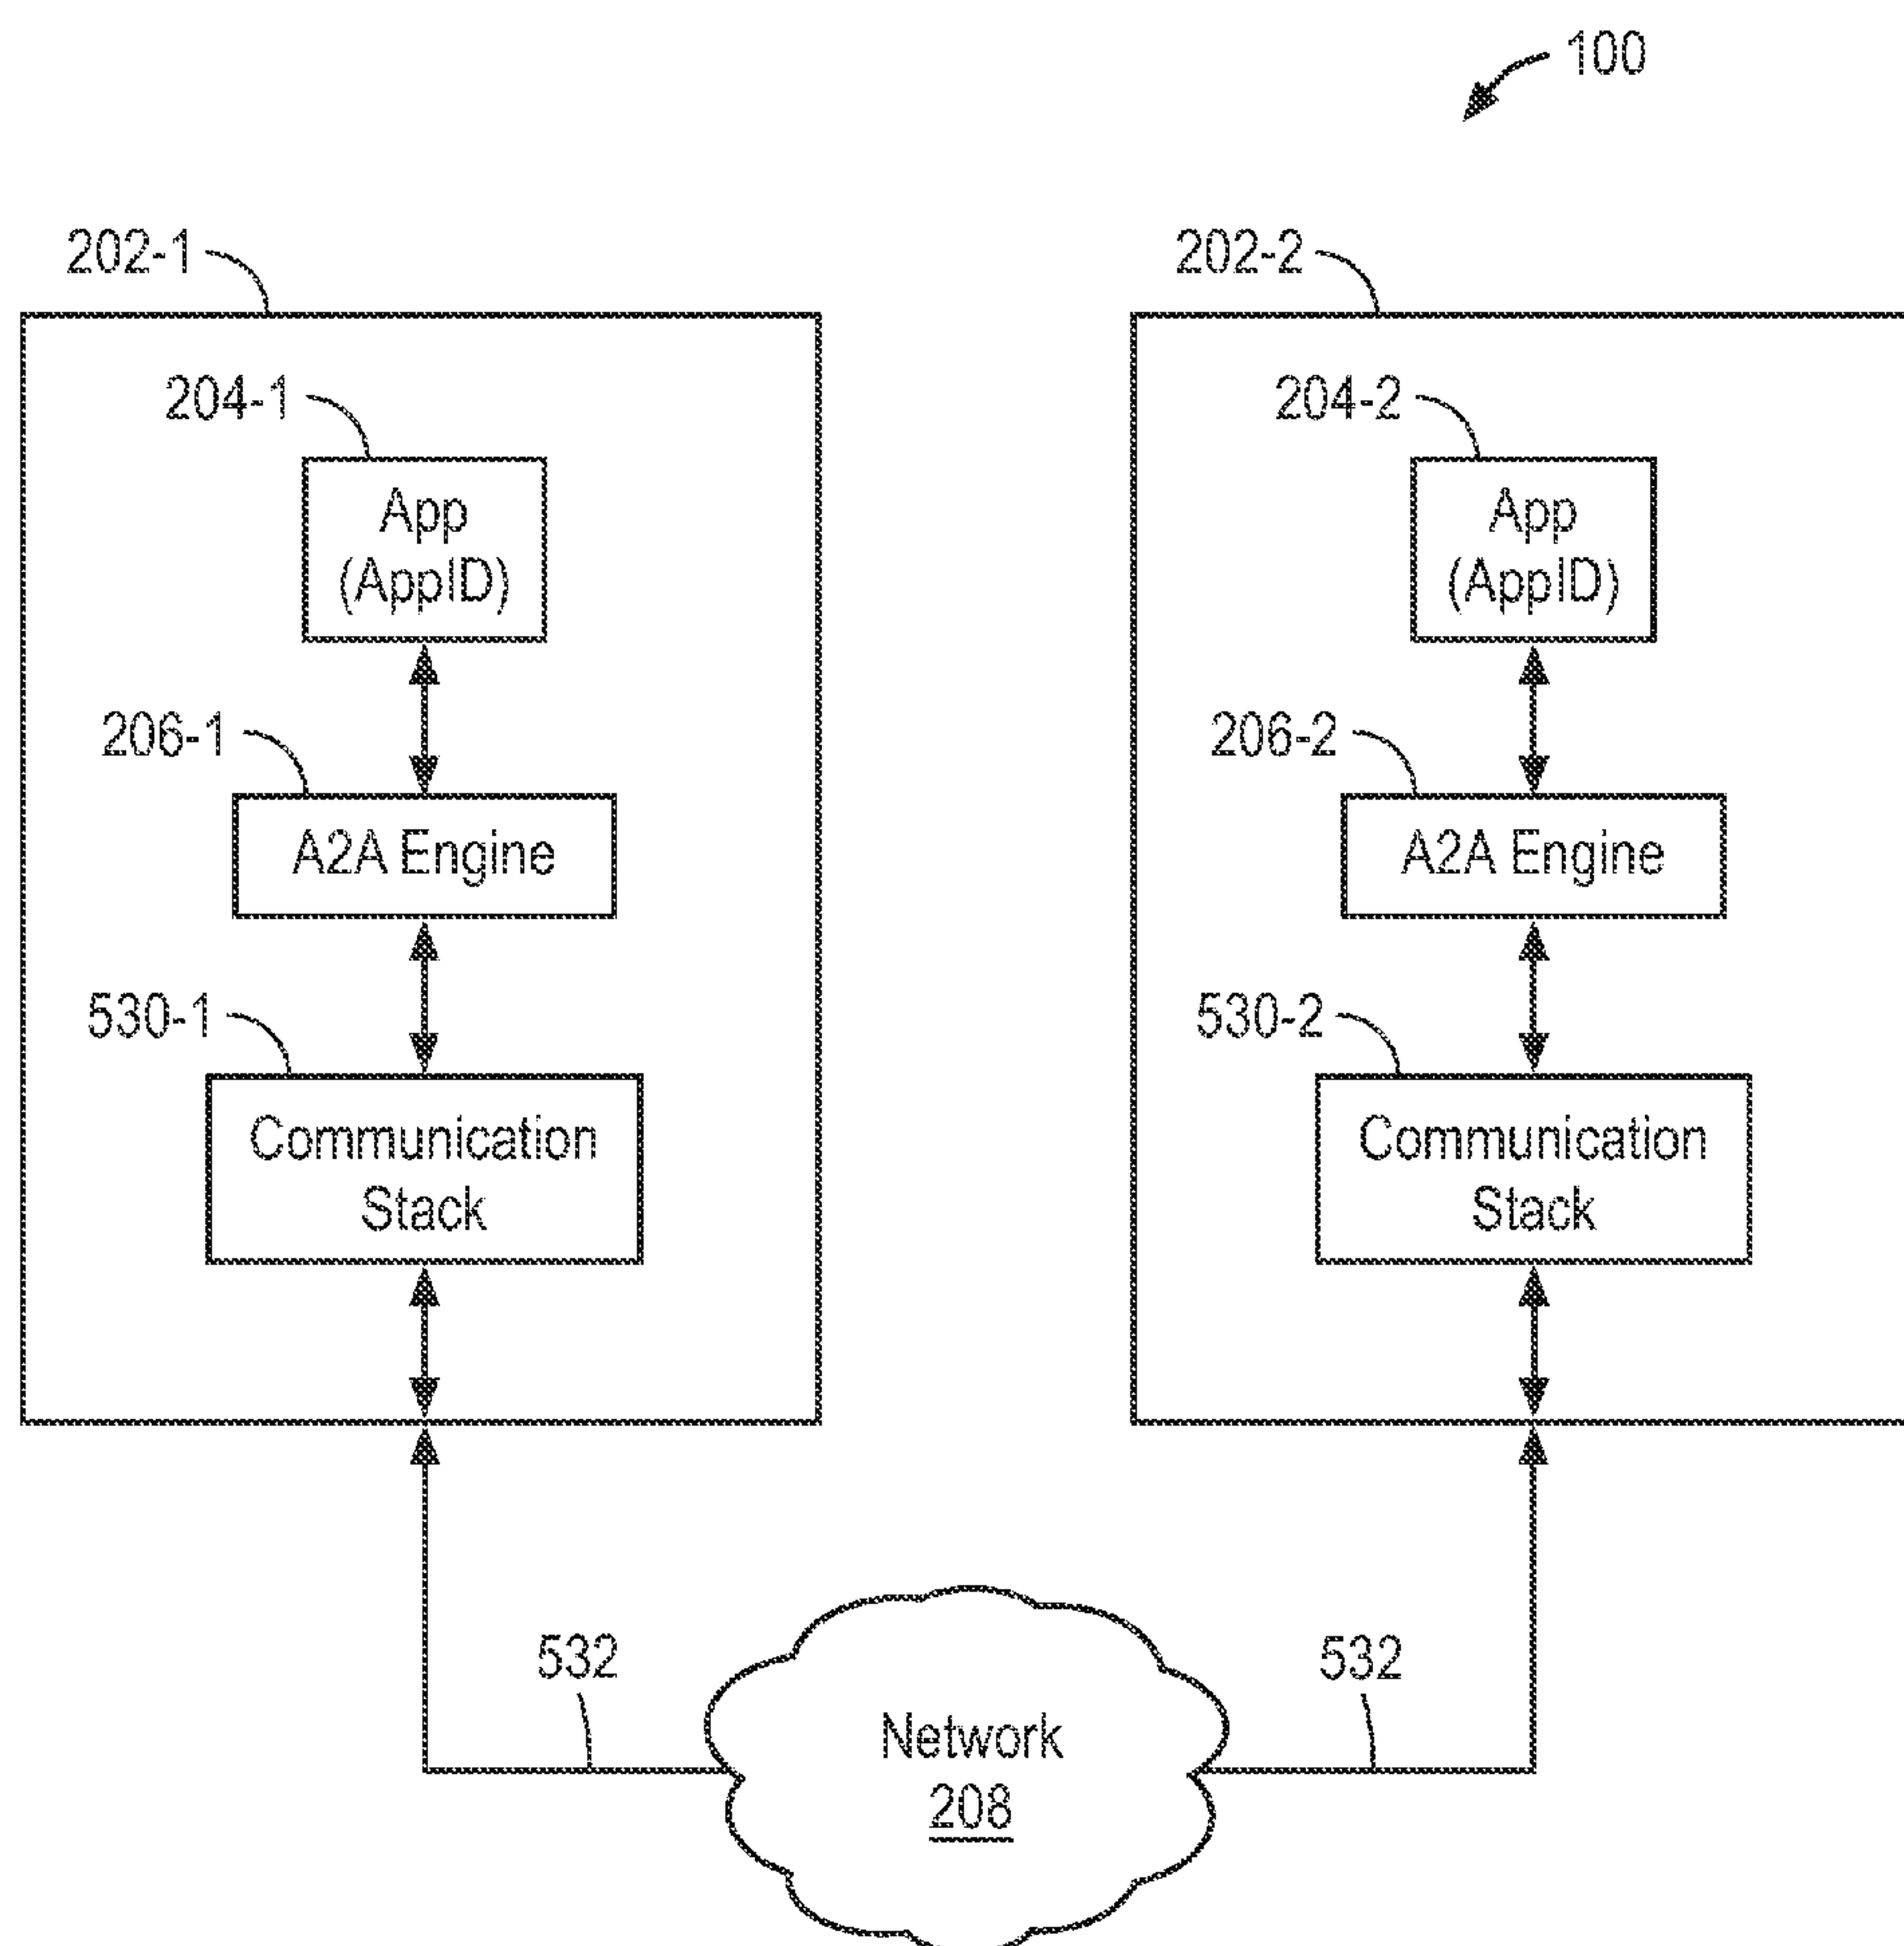 100
202-1
202-2
204-1
204-2
App
(AppID)
App
(AppID)
206-1
206-2
A2A Engine
A2A Engine
530-1
530-2
Communication
Stack
Communication
Stack
532
532
Network
208